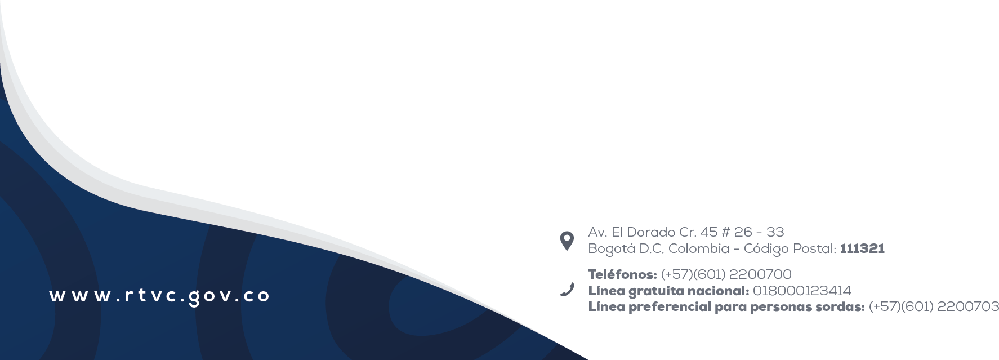 Av. El Dorado Cr. 45 # 26 - 33
Bogotá D.C, Colombia - Código Postal: 111321
Teléfonos: (+57)(601) 2200700
Línea gratuita nacional: 018000123414
Línea preferencial para personas sordas: (+57)(601) 2200703
www.rtvc.gov.co